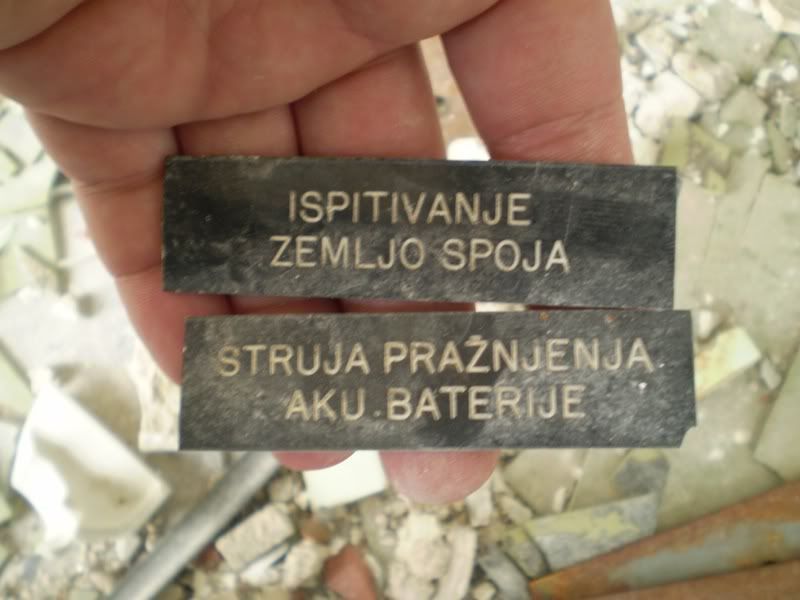 ISPITIVANJE
ZEMLJO SPOJA
STRUJA PRAŽNJENJA
AKU.BATERIJE